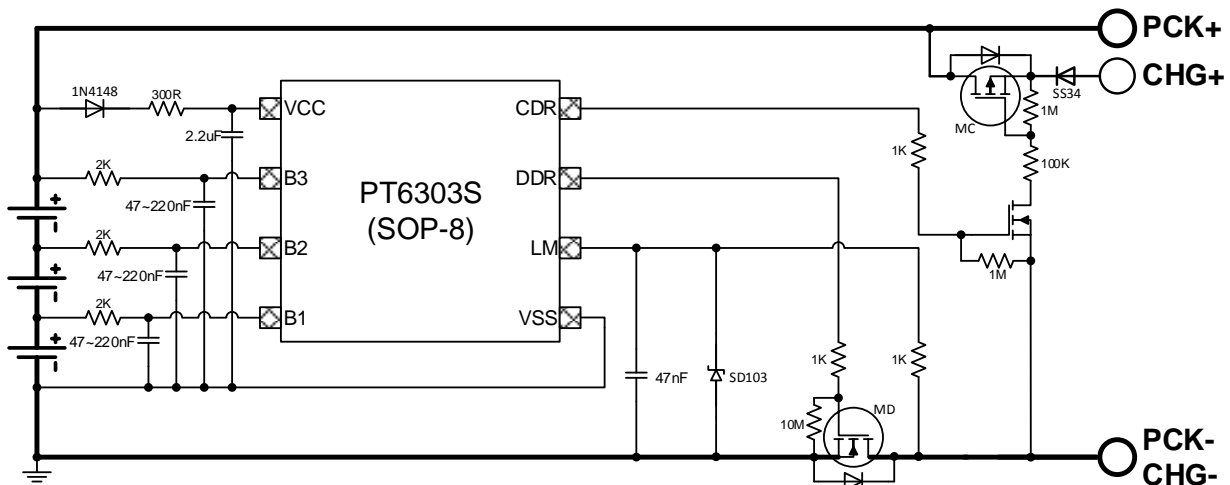 PCK+
CHG+
1N4148
300R
VCC
CDR
SS34
MC
1M
2.2uF
1K
100K
2K
B3
DDR
47~220nF
PT6303S
(SOP-8)
2K
B2
LM
47~220nF
1M
2K
B1
VSS
47~220nF
47nF
SD103
1K
1K
10M
MD
PCK-
CHG-